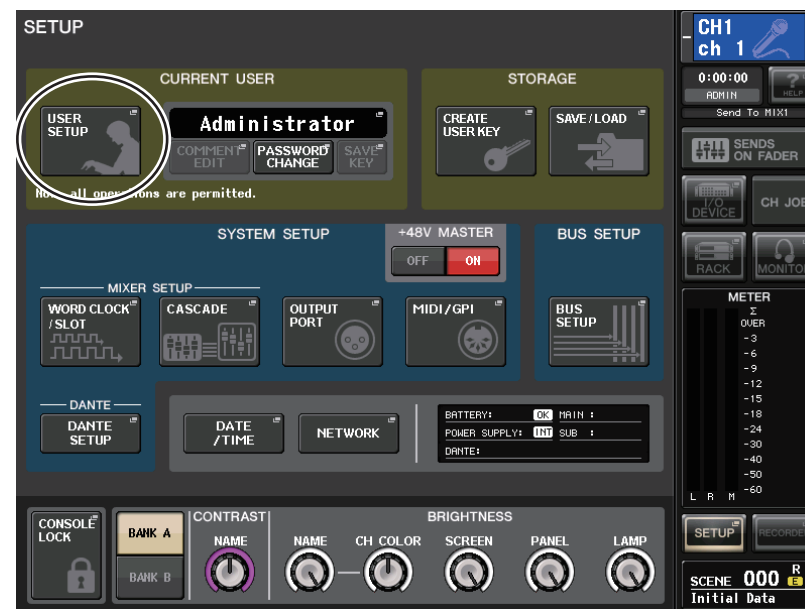 SETUP
CURRENT USER
USER
SETUP
Administrator
COMMENT
EDIT
PASSWORD
CHANGE
SAVE
KEY
all operations are permitted.
STORAGE
CREATE
USER KEY
SAVE/LOAD
SYSTEM SETUP
+48V MASTER
OFF
ON
BUS SETUP
MIXER SETUP
WORD CLOCK
/SLOT
CASCADE
OUTPUT
PORT
MIDI/GPI
BUS
SETUP
DANTE
DANTE
SETUP
DATE
/TIME
NETWORK
BATTERY: OK MAIN :
POWER SUPPLY: INT SUB :
DANTE:
CONSOLE
LOCK
BANK A
BANK B
CONTRAST
NAME
BRIGHTNESS
NAME
CH COLOR
SCREEN
PANEL
LAMP
CH1
ch 1
0:00:00
ADMIN
?
HELP
Send To MIX1
SENDS
ON FADER
I/O
DEVICE
CH JOB
RACK
MONITO
METER
Σ
OVER
-3
-6
-9
-12
-15
-18
-24
-30
-40
-50
-60
L R M
SETUP
RECORDE
SCENE 000 R
E
Initial Data